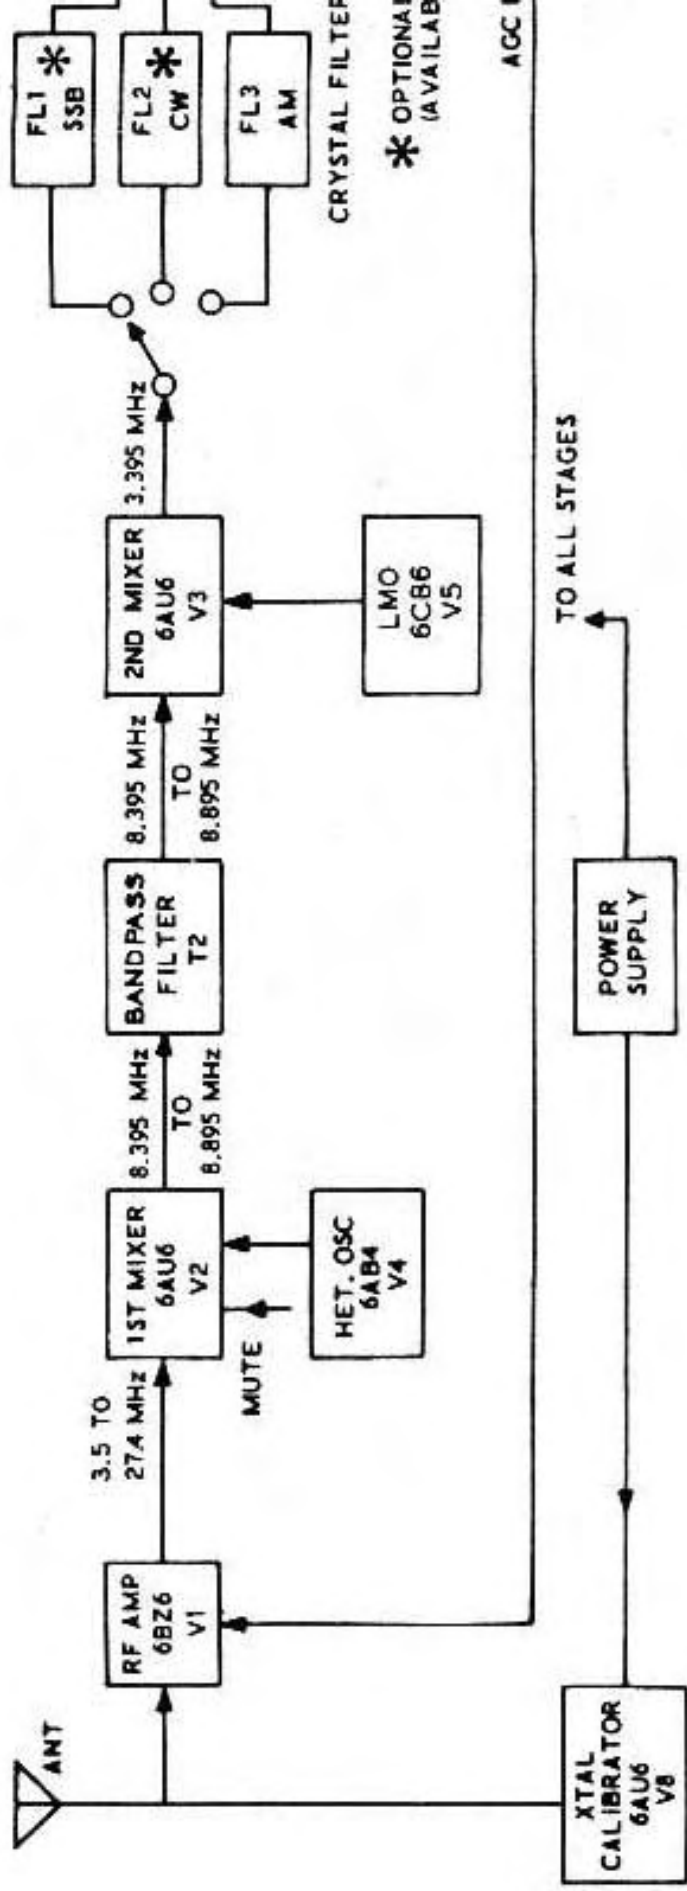 ANT
RF AMP
6BZ6
V1
3.5 TO
27.4 MHz
1ST MIXER
6AU6
V2
MUTE
HET. OSC
6AB4
V4
8.395 MHz
TO
8.895 MHz
BANDPASS
FILTER
T2
8.395 MHz
TO
8.895 MHz
2ND MIXER
6AU6
V3
LMO
6CB6
V5
3.395 MHz
FL1 *
SSB
FL2 *
CW
FL3
AM
CRYSTAL FILTER
* OPTIONAL
(AVAILAB
AGC
XTAL
CALIBRATOR
6AU6
V8
POWER
SUPPLY
TO ALL STAGES